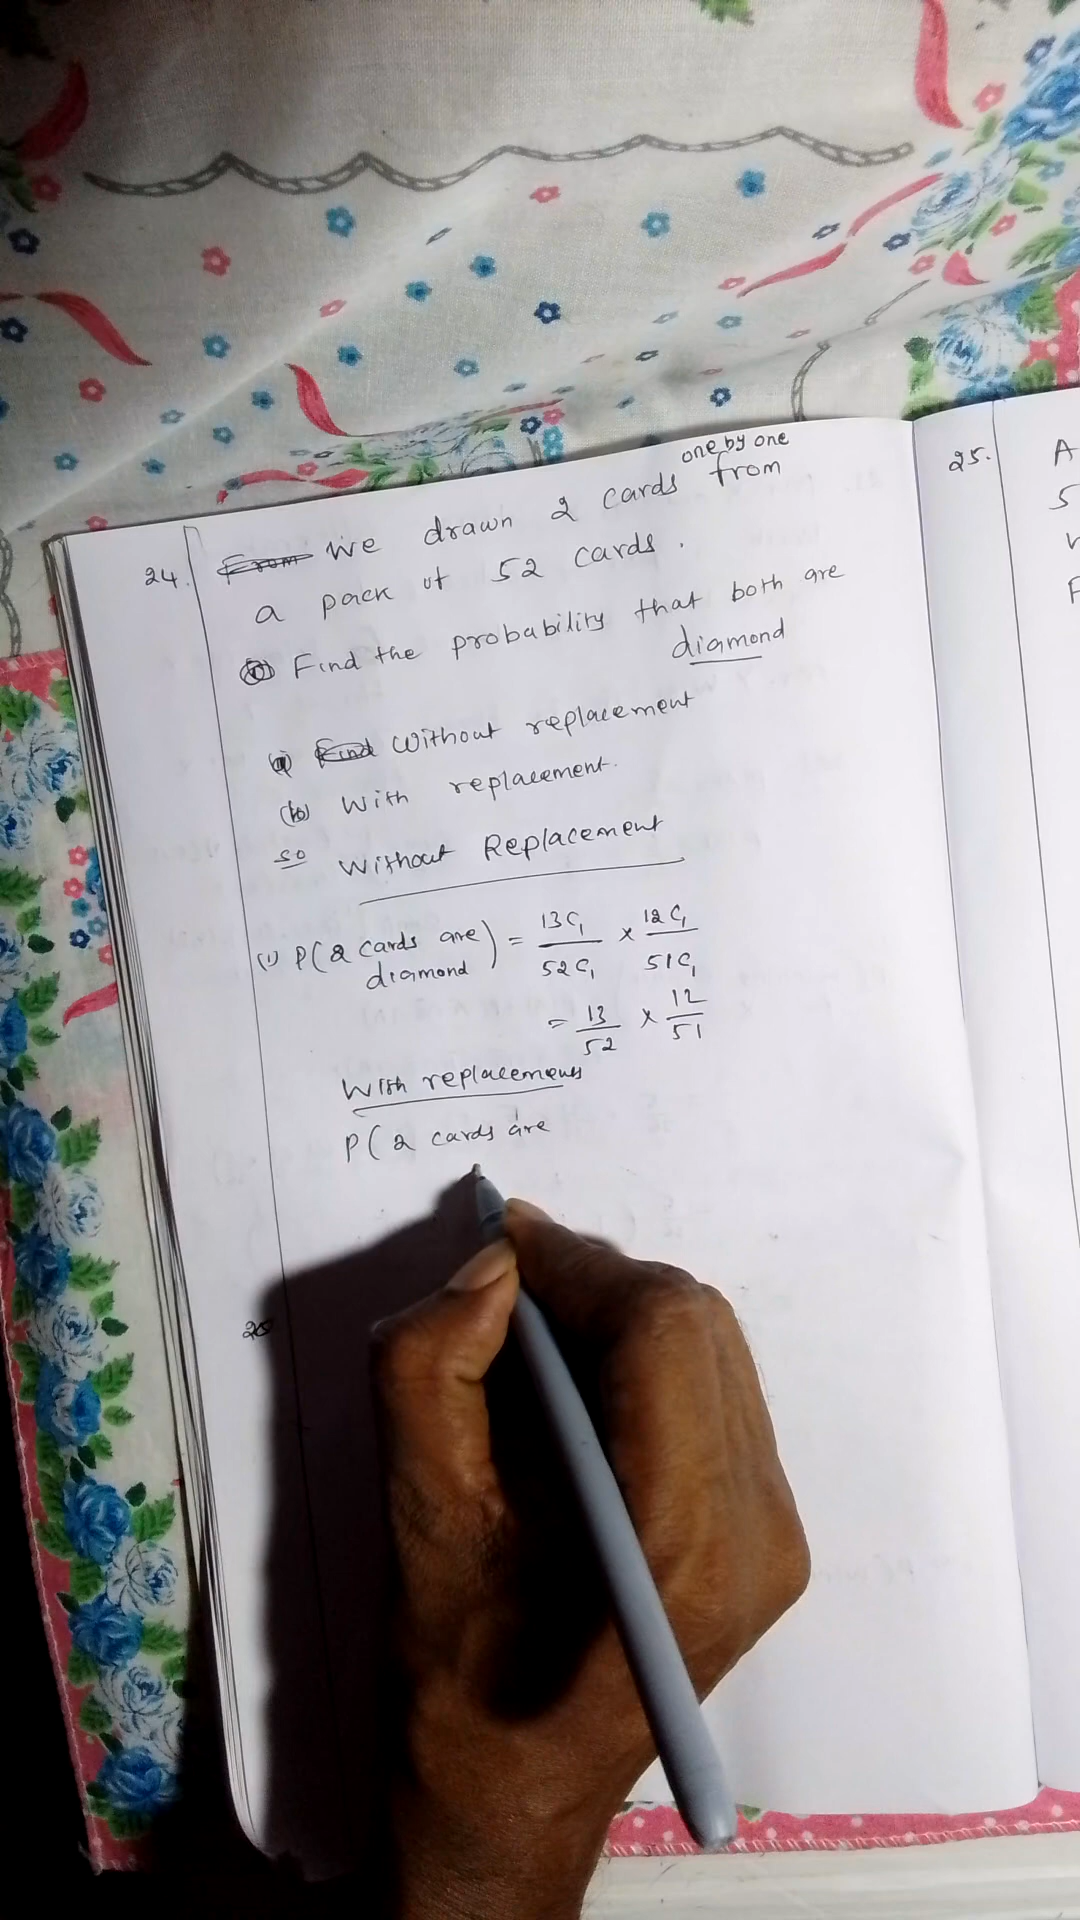 one by one
24. From We drawn 2 cards from
a pack of 52 cards.
Find the probability that both are
diamond
(a) Find Without replacement
(b) With replacement.
so Without Replacement
(i) P(2 cards are diamond) = 13C1/52C1 × 12C1/51C1
= 13/52 × 12/51
With replacement
P(2 cards are
25.
A
5